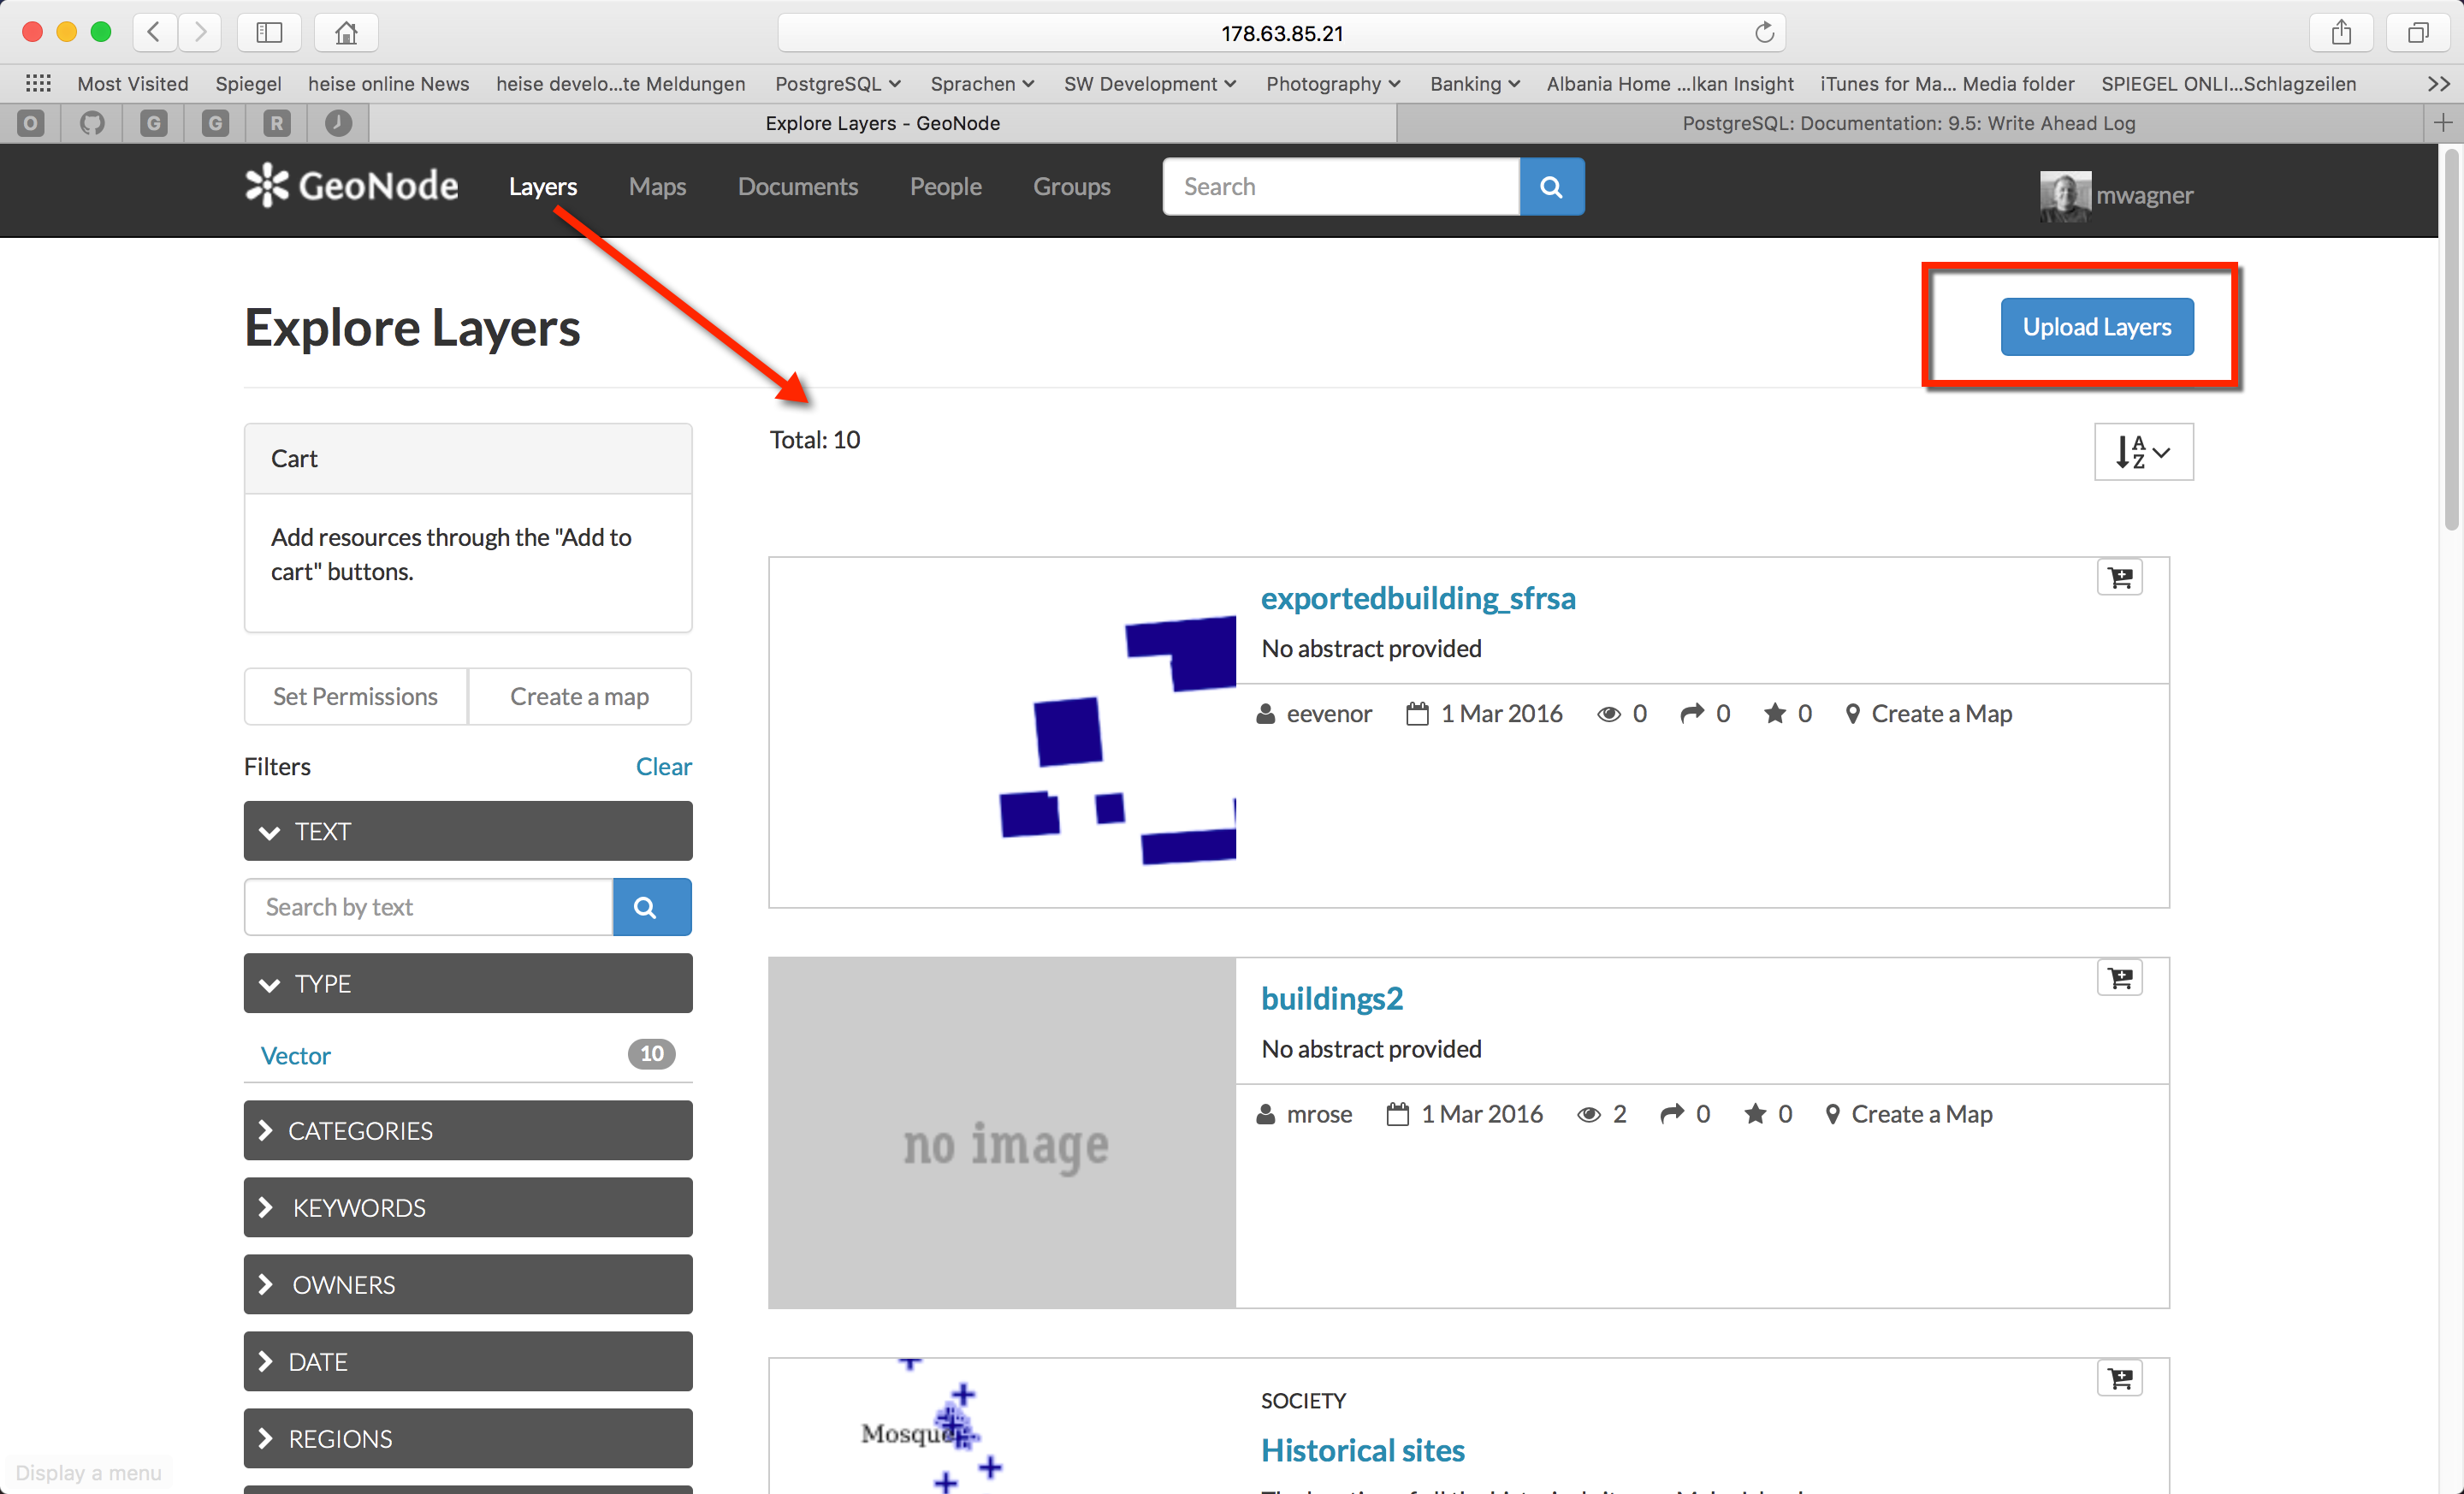 178.63.85.21
Most Visited Spiegel heise online News heise develo...te Meldungen PostgreSQL Sprachen SW Development Photography Banking Albania Home ...lkan Insight iTunes for Ma... Media folder SPIEGEL ONLI...Schlagzeilen
O G G R Explore Layers - GeoNode PostgreSQL: Documentation: 9.5: Write Ahead Log
GeoNode Layers Maps Documents People Groups Search mwagner
Explore Layers
Upload Layers
Cart
Add resources through the "Add to
cart" buttons.
Set Permissions Create a map
Filters Clear
TEXT
Search by text
TYPE
Vector 10
CATEGORIES
KEYWORDS
OWNERS
DATE
REGIONS
Total: 10
A
Z
exportedbuilding_sfrsa
No abstract provided
eevenor 1 Mar 2016 0 0 0 Create a Map
no image
buildings2
No abstract provided
mrose 1 Mar 2016 2 0 0 Create a Map
Mosque
SOCIETY
Historical sites
Display a menu